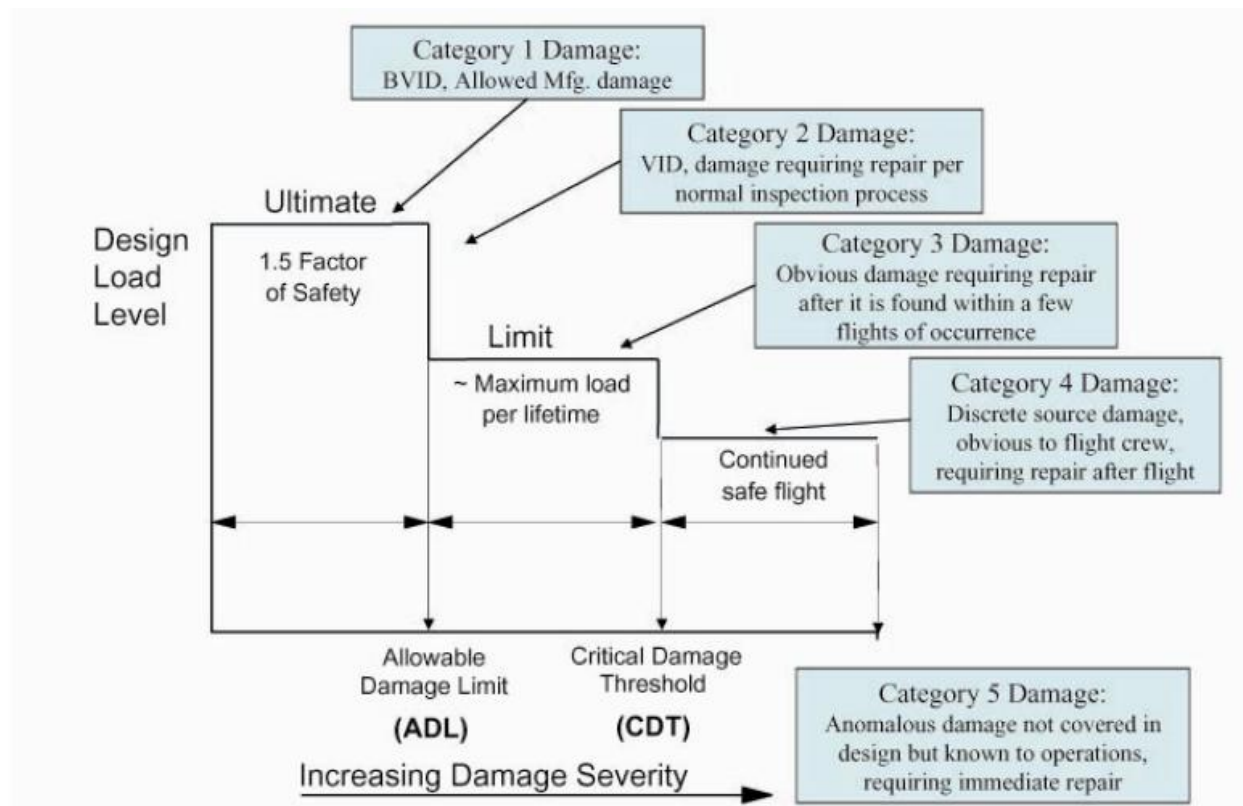 Category 1 Damage:
BVID, Allowed Mfg. damage
Category 2 Damage:
VID, damage requiring repair per
normal inspection process
Ultimate
Design
Load
Level
1.5 Factor
of Safety
Category 3 Damage:
Obvious damage requiring repair
after it is found within a few
flights of occurrence
Limit
~ Maximum load
per lifetime
Category 4 Damage:
Discrete source damage,
obvious to flight crew,
requiring repair after flight
Continued
safe flight
Allowable
Damage Limit
(ADL)
Critical Damage
Threshold
(CDT)
Increasing Damage Severity
Category 5 Damage:
Anomalous damage not covered in
design but known to operations,
requiring immediate repair